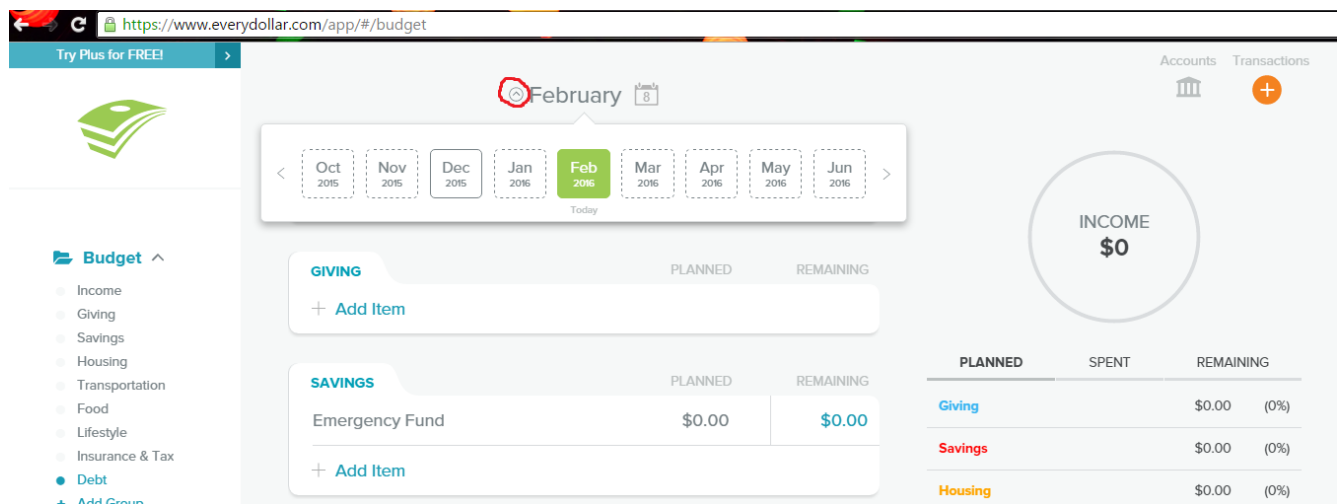 https://www.everydollar.com/app/#/budget
Try Plus for FREE! >
Accounts Transactions
February 8
Oct Nov Dec Jan Feb Mar Apr May Jun
2015 2015 2015 2016 2016 2016 2016 2016 2016
Today
INCOME
$0
Budget
Income
Giving
Savings
Housing
Transportation
Food
Lifestyle
Insurance & Tax
Debt
+ Add Group
GIVING PLANNED REMAINING
+ Add Item
SAVINGS PLANNED REMAINING
Emergency Fund $0.00 $0.00
+ Add Item
PLANNED SPENT REMAINING
Giving $0.00 (0%)
Savings $0.00 (0%)
Housing $0.00 (0%)